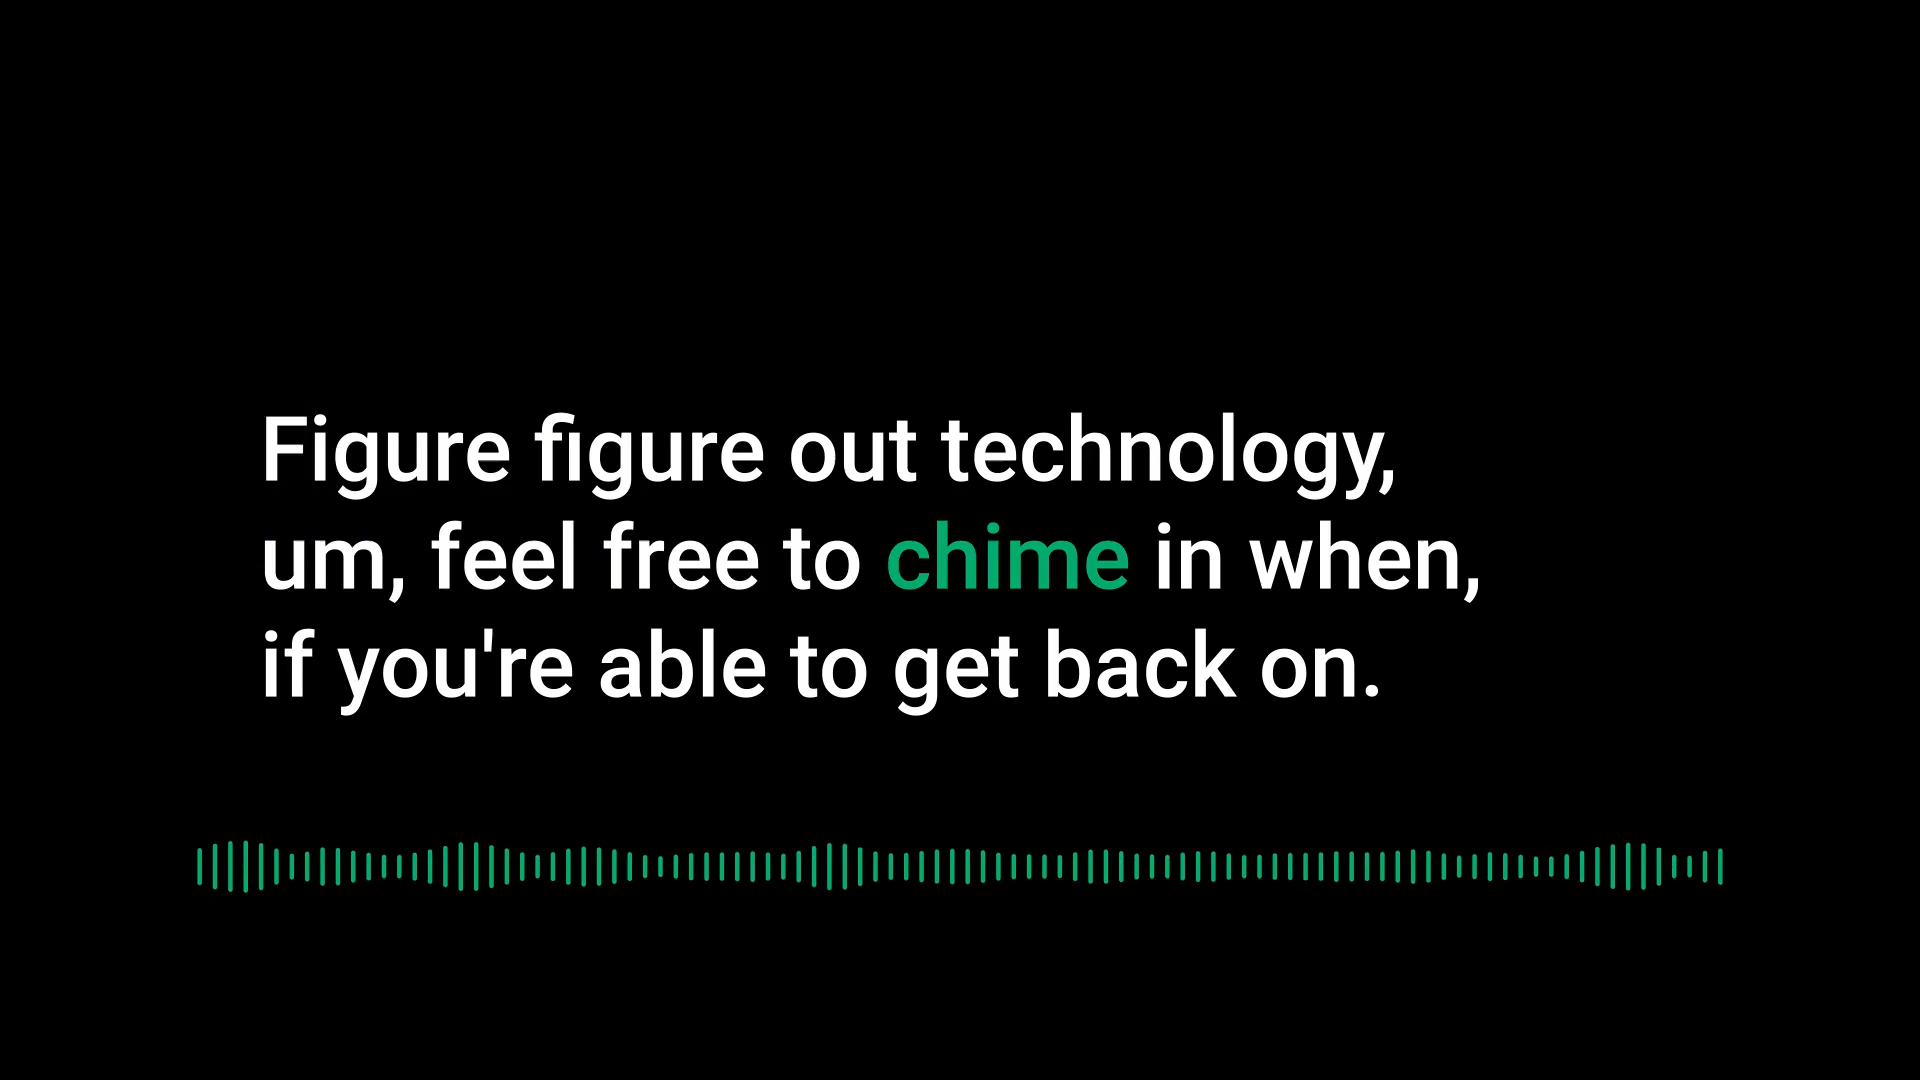 Figure figure out technology,
um, feel free to chime in when,
if you're able to get back on.